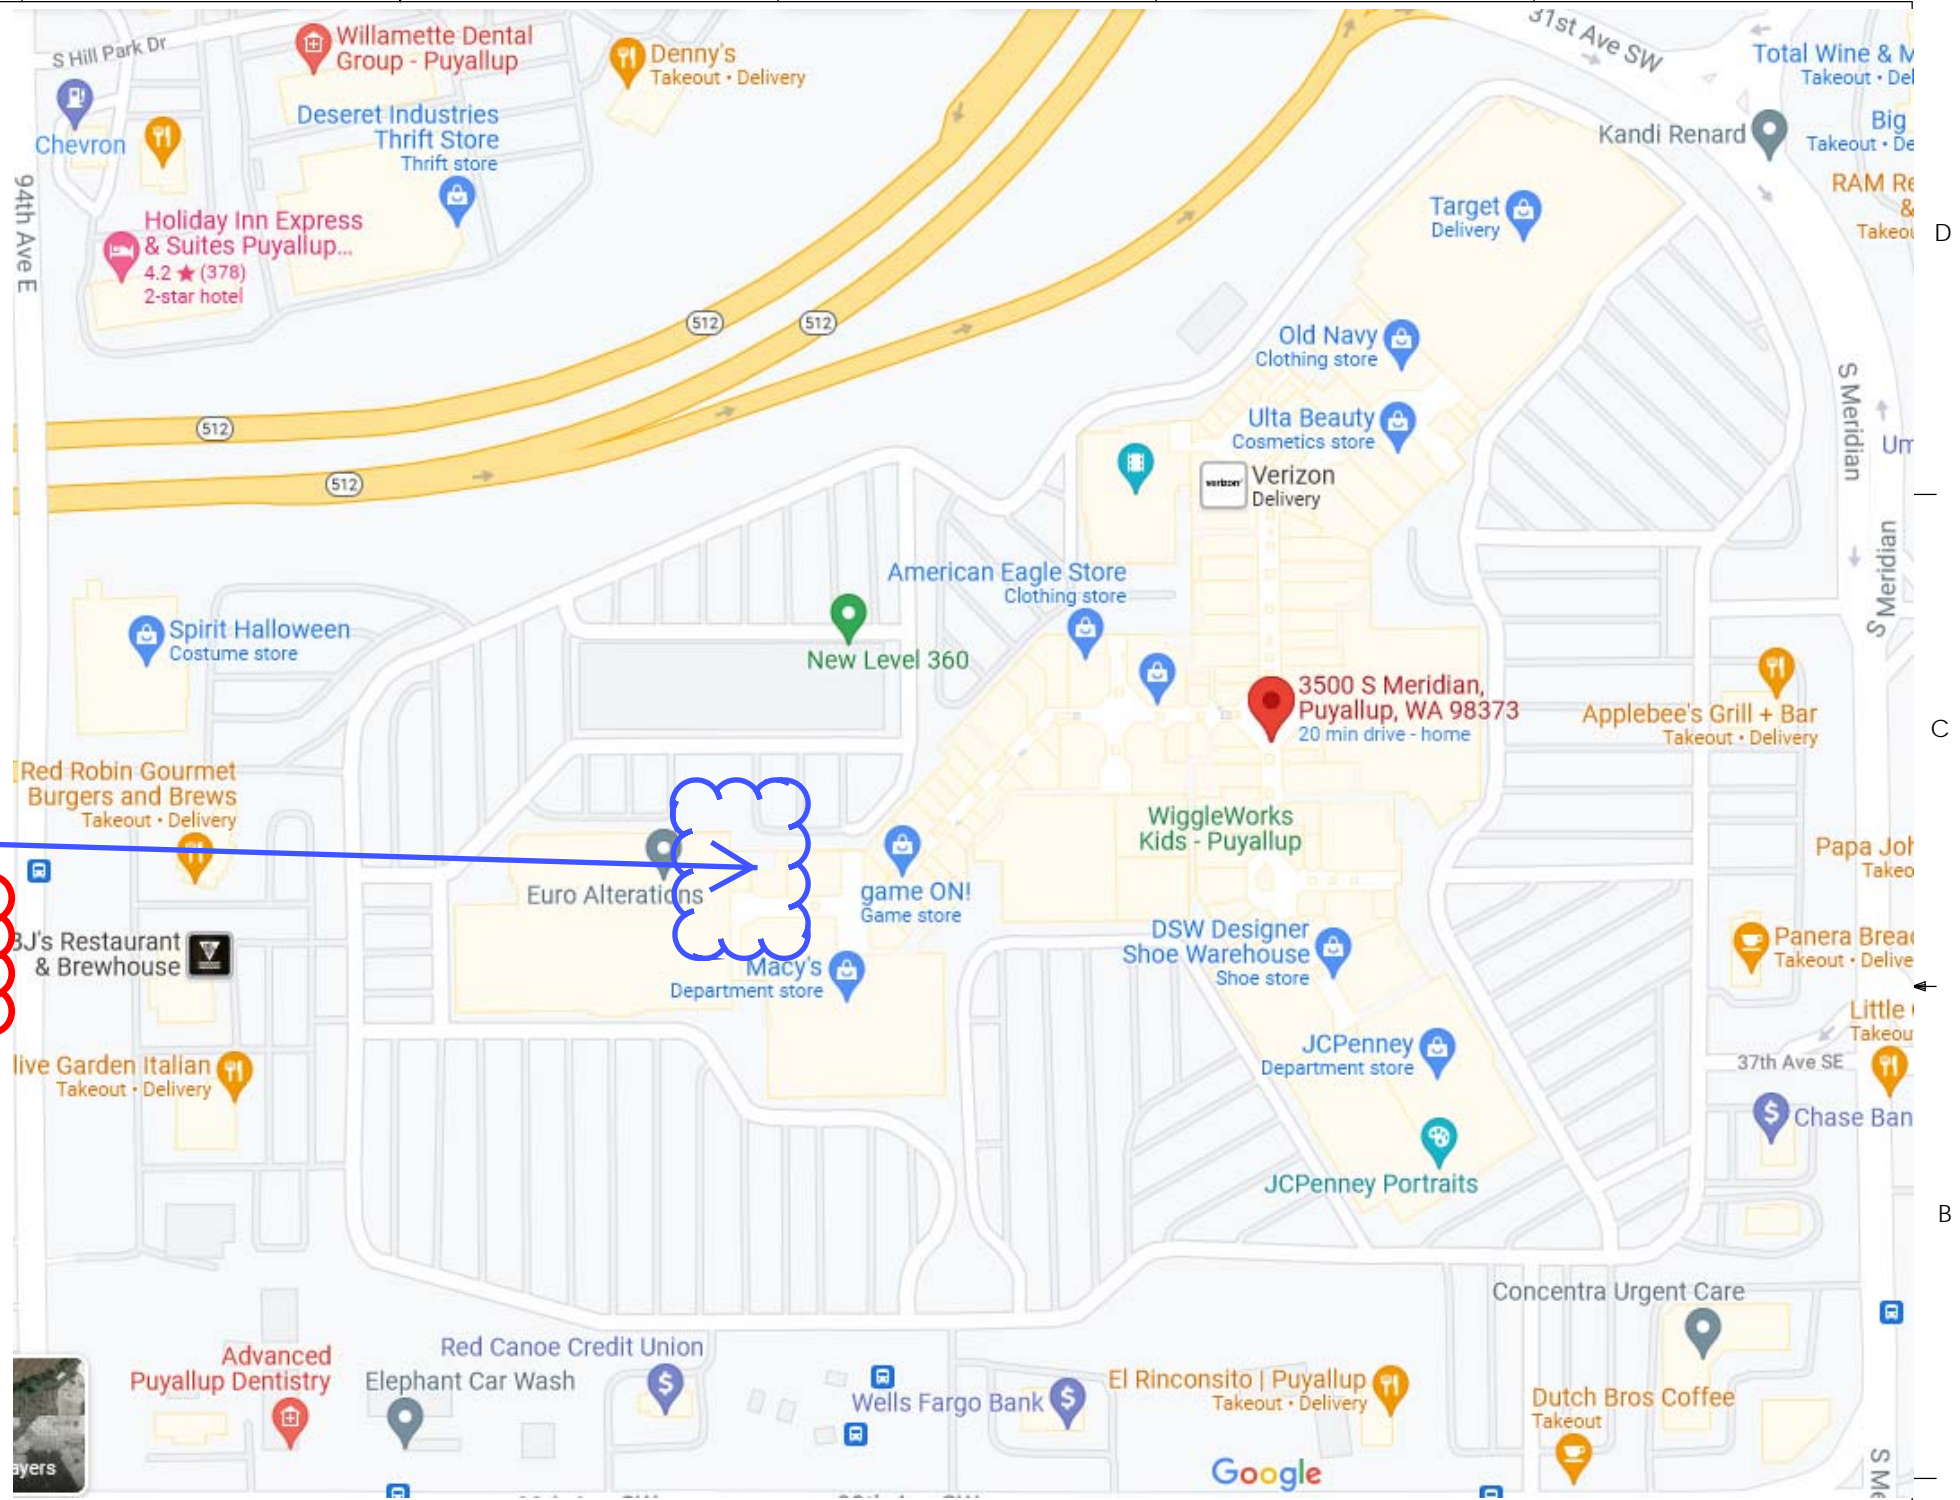 31st Ave SW
S Hill Park Dr
Willamette Dental
Group - Puyallup
Denny's
Takeout • Delivery
Total Wine & M
Takeout • Del
Chevron
Deseret Industries
Thrift Store
Thrift store
Kandi Renard
Big
Takeout • De
RAM Re
&
Takeou
94th Ave E
Holiday Inn Express
& Suites Puyallup...
4.2 ★ (378)
2-star hotel
Target
Delivery
D
512
512
Old Navy
Clothing store
512
Ulta Beauty
Cosmetics store
S Meridian
Um
512
verizon
Verizon
Delivery
American Eagle Store
Clothing store
S Meridian
Spirit Halloween
Costume store
New Level 360
3500 S Meridian,
Puyallup, WA 98373
20 min drive - home
Applebee's Grill + Bar
Takeout • Delivery
C
Red Robin Gourmet
Burgers and Brews
Takeout • Delivery
WiggleWorks
Kids - Puyallup
Papa Joh
Takeo
Euro Alterations
game ON!
Game store
BJ's Restaurant
& Brewhouse
DSW Designer
Shoe Warehouse
Shoe store
Panera Bread
Takeout • Delive
Macy's
Department store
Little
Takeou
JCPenney
Department store
37th Ave SE
live Garden Italian
Takeout • Delivery
Chase Ban
JCPenney Portraits
B
Concentra Urgent Care
Red Canoe Credit Union
Advanced
Puyallup Dentistry
Elephant Car Wash
Wells Fargo Bank
El Rinconsito | Puyallup
Takeout • Delivery
Dutch Bros Coffee
Takeout
ayers
Google
S Me